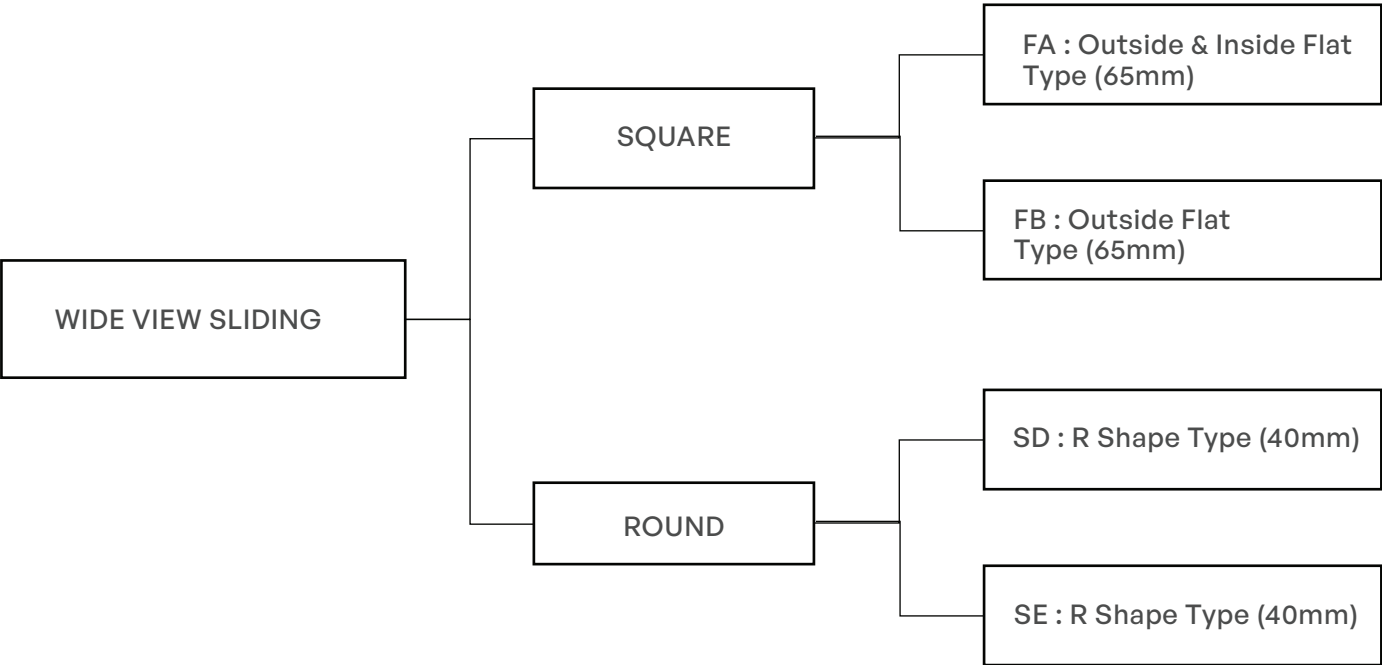 WIDE VIEW SLIDING
SQUARE
FA : Outside & Inside Flat
Type (65mm)
FB : Outside Flat
Type (65mm)
ROUND
SD : R Shape Type (40mm)
SE : R Shape Type (40mm)